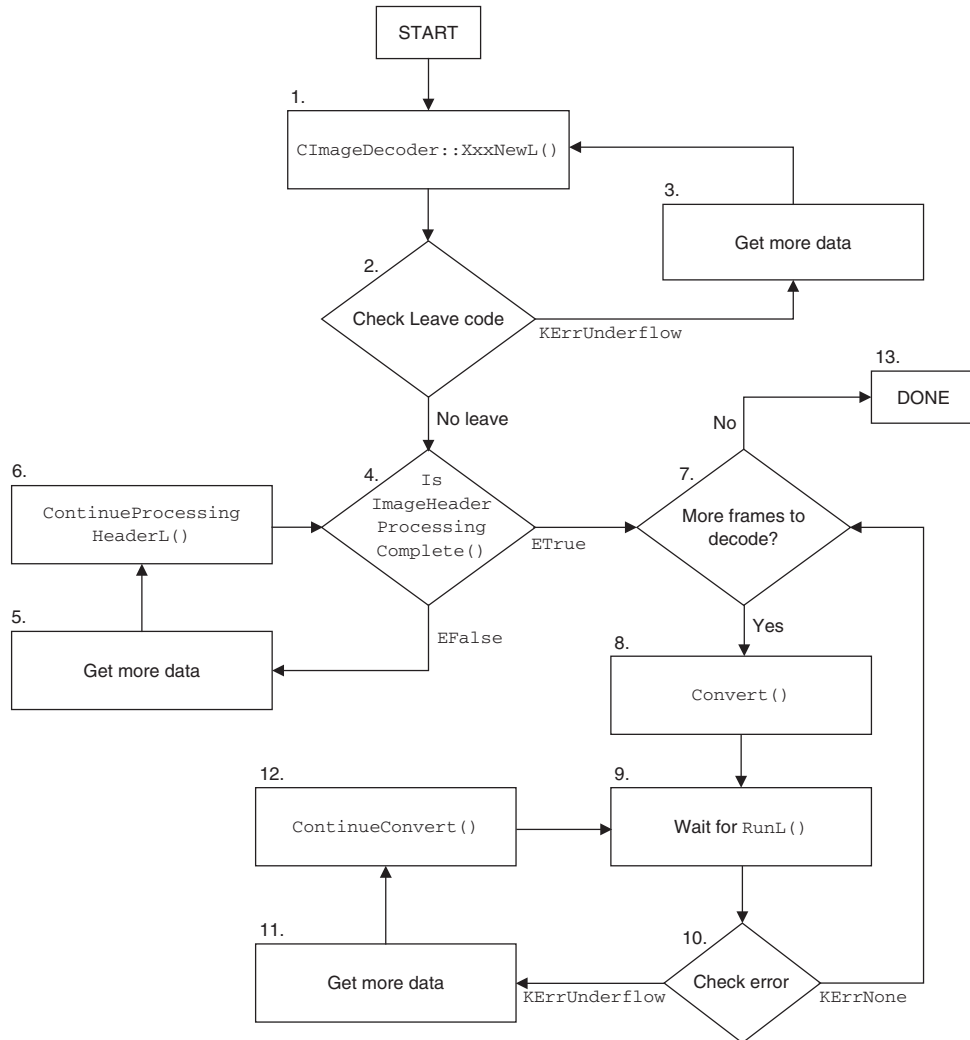 START
1.
CImageDecoder::XxxNewL()
3.
Get more data
2.
Check Leave code
KErrUnderflow
13.
DONE
No leave
No
6.
ContinueProcessing
HeaderL()
4.
Is
ImageHeader
Processing
Complete()
ETrue
7.
More frames to
decode?
5.
Get more data
EFalse
Yes
8.
Convert()
12.
ContinueConvert()
9.
Wait for RunL()
11.
Get more data
KErrUnderflow
10.
Check error
KErrNone